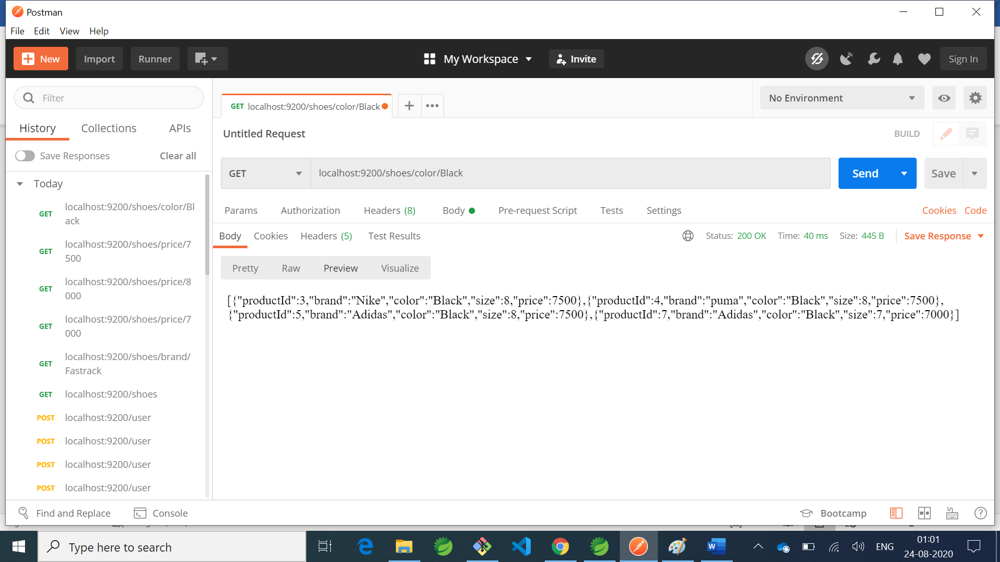 Postman
File Edit View Help
New Import Runner My Workspace Invite Sign In
Filter
GET localhost:9200/shoes/color/Black
No Environment
History Collections APIs
Untitled Request
BUILD
Save Responses Clear all
GET localhost:9200/shoes/color/Black Send Save
Today
Params Authorization Headers (8) Body Pre-request Script Tests Settings Cookies Code
Body Cookies Headers (5) Test Results Status: 200 OK Time: 40 ms Size: 445 B Save Response
Pretty Raw Preview Visualize
[{"productId":3,"brand":"Nike","color":"Black","size":8,"price":7500},{"productId":4,"brand":"puma","color":"Black","size":8,"price":7500},
{"productId":5,"brand":"Adidas","color":"Black","size":8,"price":7500},{"productId":7,"brand":"Adidas","color":"Black","size":7,"price":7000}]
GET localhost:9200/shoes/color/Bl
ack
GET localhost:9200/shoes/price/7
500
GET localhost:9200/shoes/price/8
000
GET localhost:9200/shoes/price/7
000
GET localhost:9200/shoes/brand/
Fastrack
GET localhost:9200/shoes
POST localhost:9200/user
POST localhost:9200/user
POST localhost:9200/user
POST localhost:9200/user
Find and Replace Console Bootcamp
Type here to search
ENG
01:01
24-08-2020